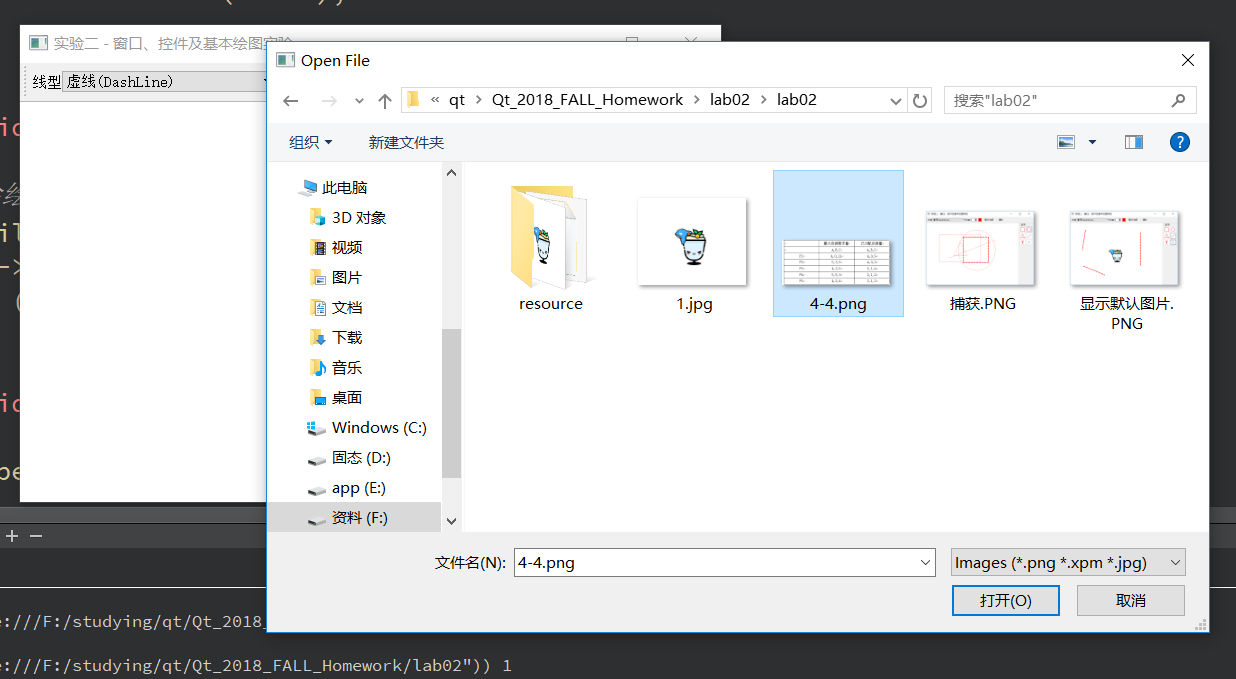 实验二 - 窗口、控件及基本绘图实验
线型 虚线(DashLine)
Open File
« qt › Qt_2018_FALL_Homework › lab02 › lab02
搜索"lab02"
组织
新建文件夹
?
此电脑
3D 对象
视频
图片
文档
下载
音乐
桌面
Windows (C:)
固态 (D:)
app (E:)
资料 (F:)
resource
1.jpg
4-4.png
捕获.PNG
显示默认图片.
PNG
文件名(N):
4-4.png
Images (*.png *.xpm *.jpg)
打开(O)
取消
e:///F:/studying/qt/Qt_2018_
e:///F:/studying/qt/Qt_2018_FALL_Homework/lab02")) 1